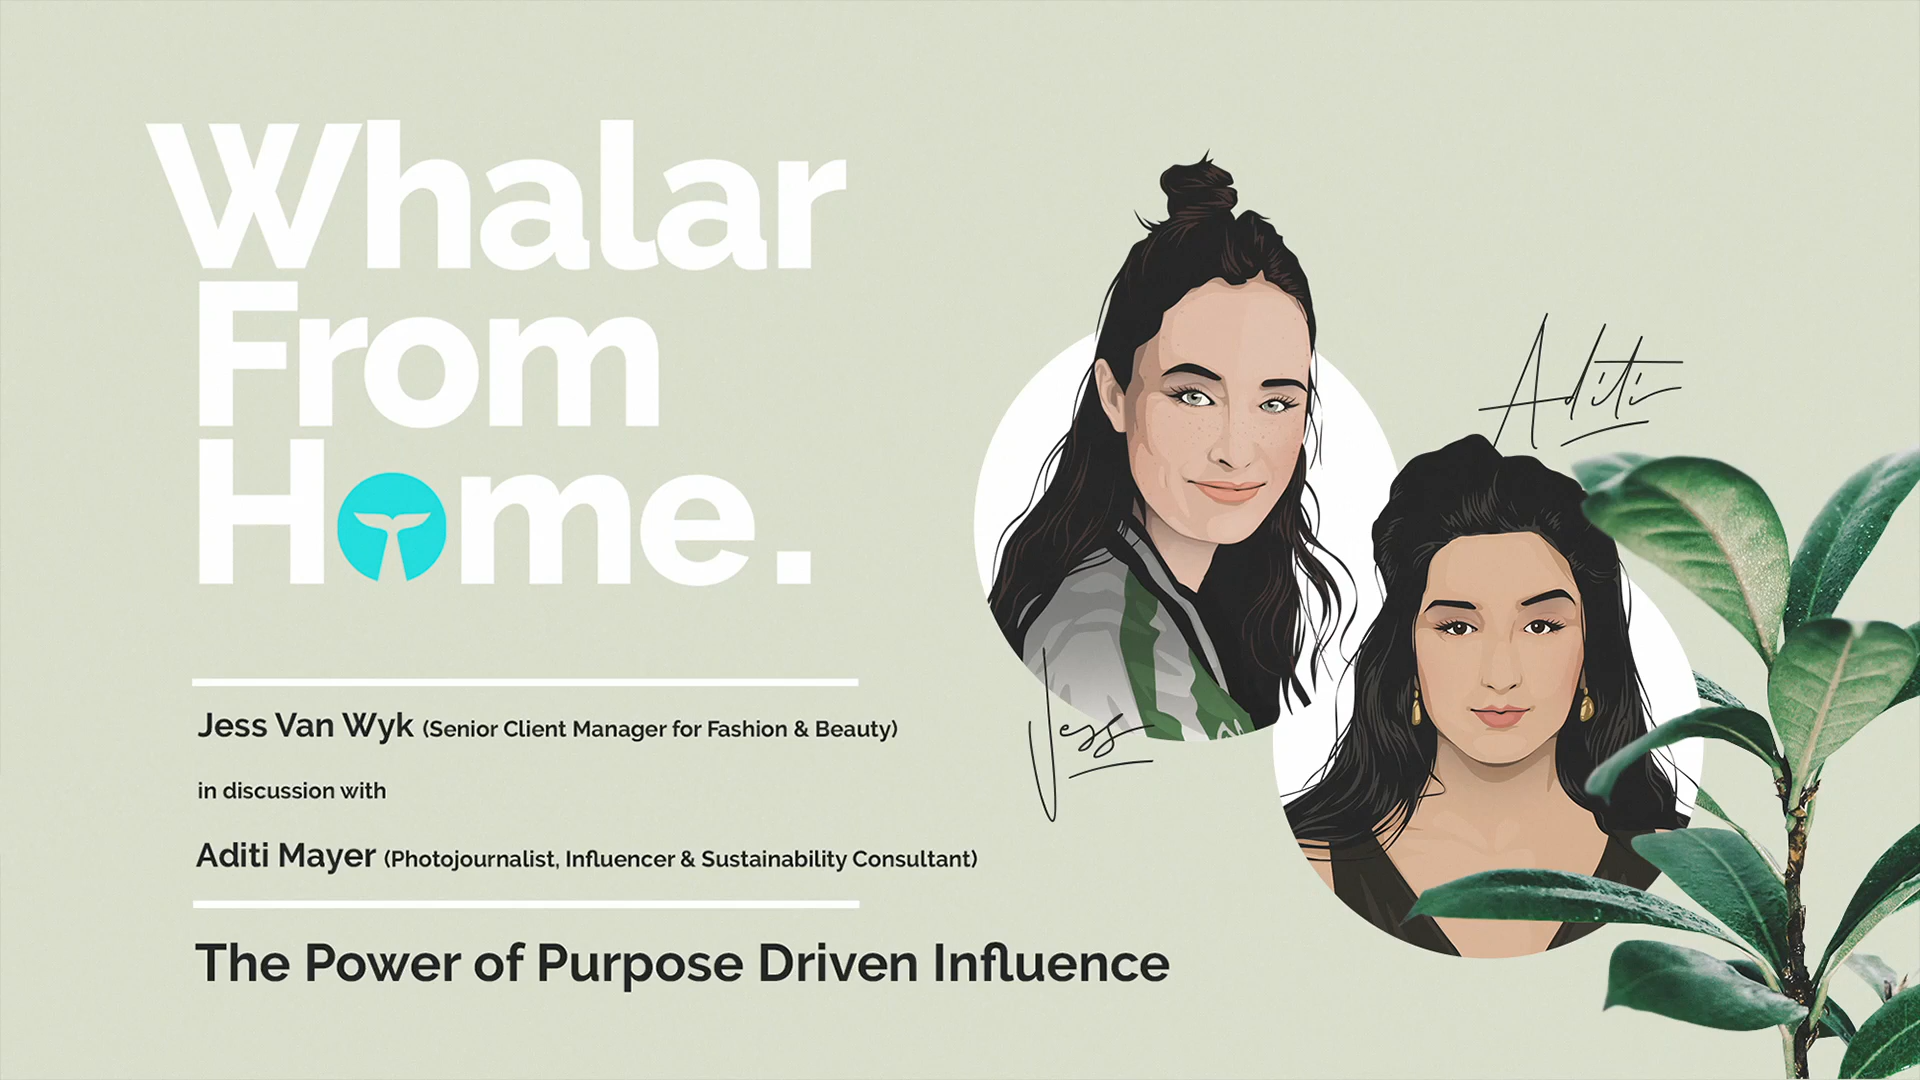 Whalar
From
Home.
Jess Van Wyk (Senior Client Manager for Fashion & Beauty)
in discussion with
Aditi Mayer (Photojournalist, Influencer & Sustainability Consultant)
The Power of Purpose Driven Influence
Jess
Aditi